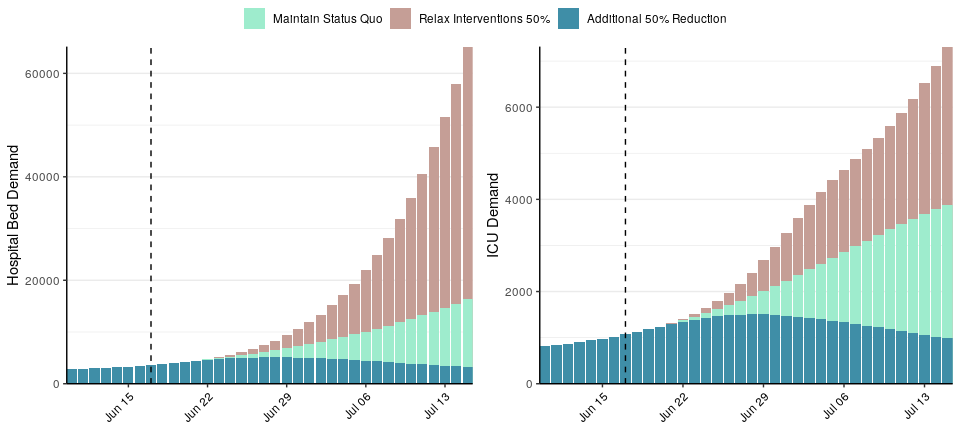 Maintain Status Quo Relax Interventions 50% Additional 50% Reduction
Hospital Bed Demand
60000
40000
20000
0
Jun 15 Jun 22 Jun 29 Jul 06 Jul 13
ICU Demand
6000
4000
2000
0
Jun 15 Jun 22 Jun 29 Jul 06 Jul 13